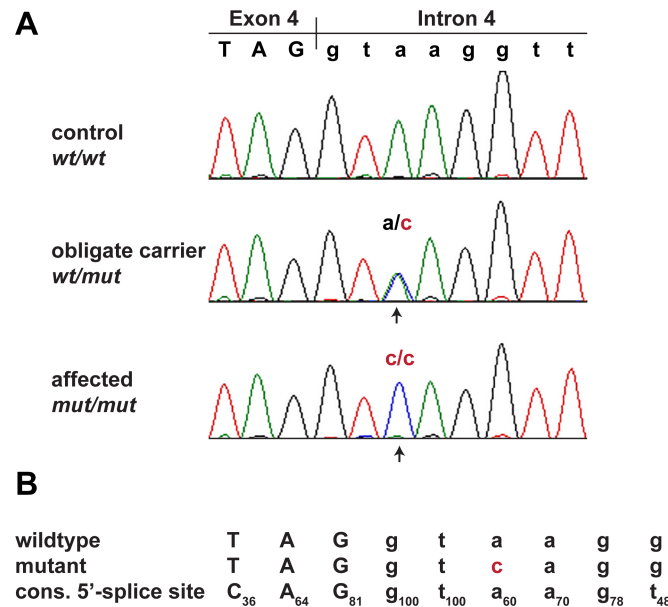 A
Exon 4 Intron 4
T A G g t a a g g t t
control
wt/wt
a/c
obligate carrier
wt/mut
c/c
affected
mut/mut
B
wildtype T A G g t a a g g
mutant T A G g t c a g g
cons. 5'-splice site C36 A64 G81 g100 t100 a60 a70 g78 t48